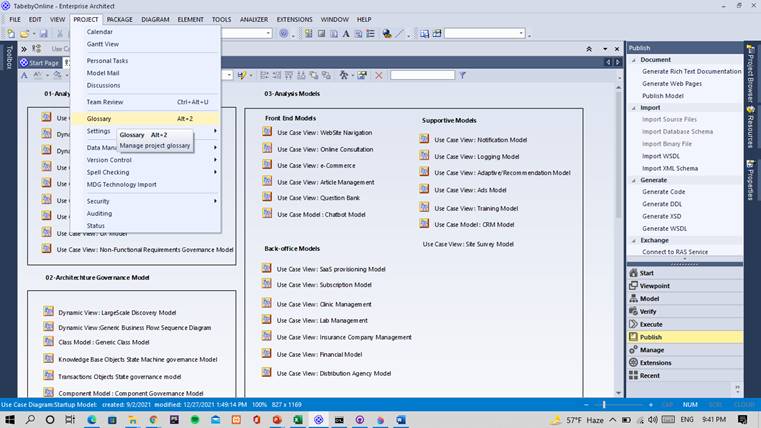 TabebyOnline - Enterprise Architect
FILE EDIT VIEW PROJECT PACKAGE DIAGRAM ELEMENT TOOLS ANALYZER EXTENSIONS WINDOW HELP
Start Page
Toolbox
Calendar
Gantt View
Personal Tasks
Model Mail
Discussions
Team Review Ctrl+Alt+U
Glossary Alt+2
Settings
Glossary Alt+2
Manage project glossary
Data Man
Version Control
Spell Checking
MDG Technology Import
Security
Auditing
Status
01-Analy
Use C
Dyna
Dyna
Use C
Use C
Use C
Use Case View : Non-Functional Requirements Governance Model
02-Architechture Governance Model
Dynamic View : LargeScale Discovery Model
Dynamic View:Generic Business Flow Sequence Diagram
Class Model : Generic Class Model
Knowledge Base Objects State Machine governance Model
Transactions Objects State governance model
Component Model : Component Governance Model
03-Analysis Models
Front End Models
Use Case View : WebSite Navigation
Use Case View : Online Consultation
Use Case View : e-Commerce
Use Case View : Article Management
Use Case View : Question Bank
Use Case Model : Chatbot Model
Supportive Models
Use Case View : Notification Model
Use Case View : Logging Model
Use Case View : Adaptive/Recommendation Model
Use Case View : Ads Model
Use Case View : Training Model
Use Case Model : CRM Model
Use Case View : Site Survey Model
Back-office Models
Use Case View : SaaS provisioning Model
Use Case View : Subscription Model
Use Case View : Clinic Management
Use Case View : Lab Management
Use Case View : Insurance Company Management
Use Case View : Financial Model
Use Case View : Distribution Agency Model
Publish
Document
Generate Rich Text Documentation
Generate Web Pages
Publish Model
Import
Import Source Files
Import Database Schema
Import Binary File
Import WSDL
Import XML Schema
Generate
Generate Code
Generate DDL
Generate XSD
Generate WSDL
Exchange
Connect to RAS Service
Start
Viewpoint
Model
Verify
Execute
Publish
Manage
Extensions
Recent
Project Browser
Resources
Properties
Use Case Diagram:Startup Model: created: 9/2/2021 modified: 12/27/2021 1:49:14 PM 100% 827 x 1169
CAP NUM SCRL CLOUD
57°F Haze ENG 9:41 PM